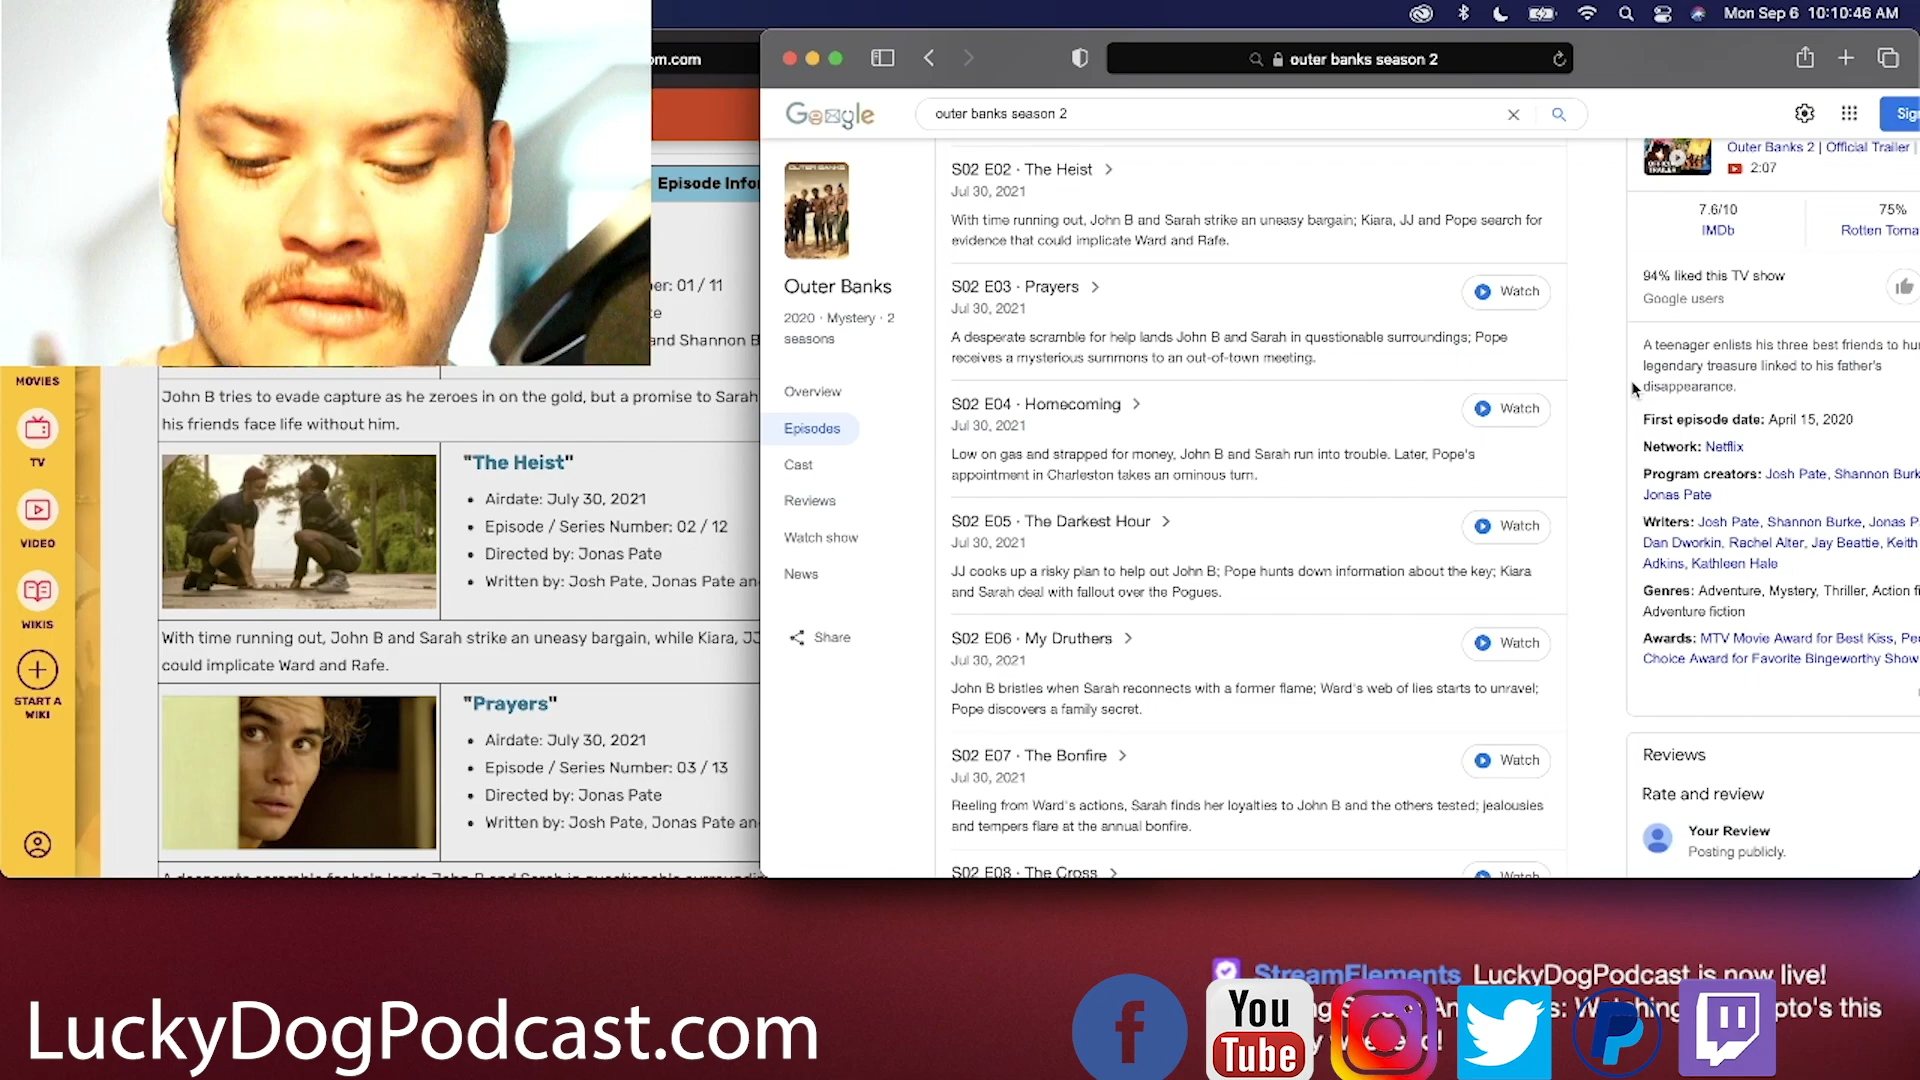 Mon Sep 6 10:10:46 AM
om.com
outer banks season 2
Google
outer banks season 2
Sig
Episode Info
er: 01 / 11
te
and Shannon B
MOVIES
TV
VIDEO
WIKIS
START A
WIKI
John B tries to evade capture as he zeroes in on the gold, but a promise to Sarah
his friends face life without him.
"The Heist"
Airdate: July 30, 2021
Episode / Series Number: 02 / 12
Directed by: Jonas Pate
Written by: Josh Pate, Jonas Pate an
With time running out, John B and Sarah strike an uneasy bargain, while Kiara, JJ
could implicate Ward and Rafe.
"Prayers"
Airdate: July 30, 2021
Episode / Series Number: 03 / 13
Directed by: Jonas Pate
Written by: Josh Pate, Jonas Pate an
A desperate scramble for help lands John B and Sarah in questionable
OUTER BANKS
Outer Banks
2020 · Mystery · 2
seasons
Overview
Episodes
Cast
Reviews
Watch show
News
Share
S02 E02 · The Heist
Jul 30, 2021
With time running out, John B and Sarah strike an uneasy bargain; Kiara, JJ and Pope search for
evidence that could implicate Ward and Rafe.
S02 E03 · Prayers
Watch
Jul 30, 2021
A desperate scramble for help lands John B and Sarah in questionable surroundings; Pope
receives a mysterious summons to an out-of-town meeting.
S02 E04 · Homecoming
Watch
Jul 30, 2021
Low on gas and strapped for money, John B and Sarah run into trouble. Later, Pope's
appointment in Charleston takes an ominous turn.
S02 E05 · The Darkest Hour
Watch
Jul 30, 2021
JJ cooks up a risky plan to help out John B; Pope hunts down information about the key; Kiara
and Sarah deal with fallout over the Pogues.
S02 E06 · My Druthers
Watch
Jul 30, 2021
John B bristles when Sarah reconnects with a former flame; Ward's web of lies starts to unravel;
Pope discovers a family secret.
S02 E07 · The Bonfire
Watch
Jul 30, 2021
Reeling from Ward's actions, Sarah finds her loyalties to John B and the others tested; jealousies
and tempers flare at the annual bonfire.
S02 E08 · The Cross
Watch
Outer Banks 2 | Official Trailer |
2:07
7.6/10
IMDb
75%
Rotten Toma
94% liked this TV show
Google users
A teenager enlists his three best friends to hu
legendary treasure linked to his father's
disappearance.
First episode date: April 15, 2020
Network: Netflix
Program creators: Josh Pate, Shannon Burk
Jonas Pate
Writers: Josh Pate, Shannon Burke, Jonas P
Dan Dworkin, Rachel Alter, Jay Beattie, Keith
Adkins, Kathleen Hale
Genres: Adventure, Mystery, Thriller, Action fi
Adventure fiction
Awards: MTV Movie Award for Best Kiss, Pe
Choice Award for Favorite Bingeworthy Show
Reviews
Rate and review
Your Review
Posting publicly.
StreamElements LuckyDogPodcast is now live!
LuckyDogPodcast.com
f
You
Tube